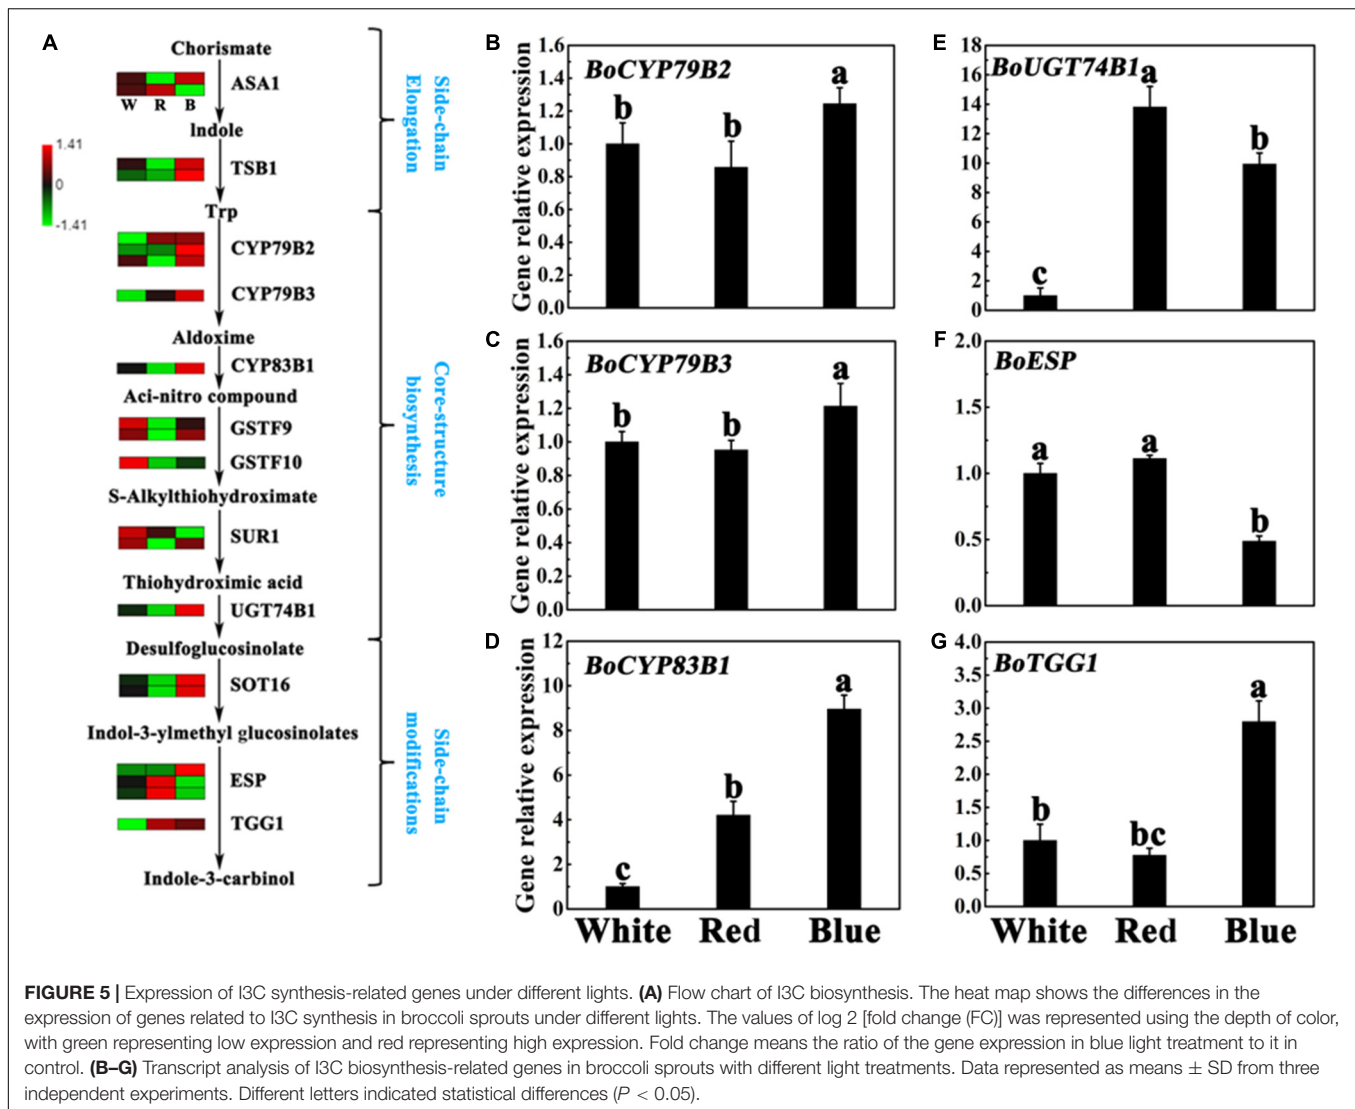 A
Chorismate
ASA1
W R B
Indole
1.41
0
-1.41
TSB1
Trp
CYP79B2
CYP79B3
Aldoxime
CYP83B1
Aci-nitro compound
GSTF9
GSTF10
S-Alkylthiohydroximate
SUR1
Thiohydroximic acid
UGT74B1
Desulfoglucosinolate
SOT16
Indol-3-ylmethyl glucosinolates
ESP
TGG1
Indole-3-carbinol
Side-chain
Elongation
Core-structure
biosynthesis
Side-chain
modifications
B
BoCYP79B2
Gene relative expression
1.6
1.4
1.2
1.0
0.8
0.6
0.4
0.2
0.0
b
b
a
C
BoCYP79B3
Gene relative expression
1.6
1.4
1.2
1.0
0.8
0.6
0.4
0.2
0.0
b
b
a
D
BoCYP83B1
Gene relative expression
12
10
8
6
4
2
0
c
b
a
White Red Blue
E
BoUGT74B1
18
16
14
12
10
8
6
4
2
0
c
a
b
F
BoESP
2.0
1.5
1.0
0.5
0.0
a
a
b
G
BoTGG1
4.0
3.5
3.0
2.5
2.0
1.5
1.0
0.5
0.0
b
bc
a
White Red Blue
FIGURE 5 | Expression of I3C synthesis-related genes under different lights. (A) Flow chart of I3C biosynthesis. The heat map shows the differences in the
expression of genes related to I3C synthesis in broccoli sprouts under different lights. The values of log 2 [fold change (FC)] was represented using the depth of color,
with green representing low expression and red representing high expression. Fold change means the ratio of the gene expression in blue light treatment to it in
control. (B–G) Transcript analysis of I3C biosynthesis-related genes in broccoli sprouts with different light treatments. Data represented as means ± SD from three
independent experiments. Different letters indicated statistical differences (P < 0.05).